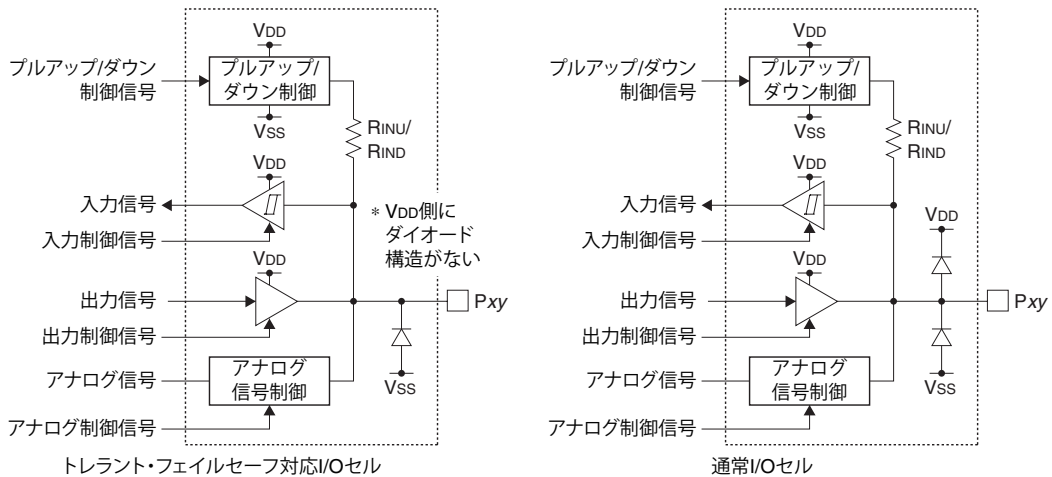 VDD
プルアップ/ダウン
制御信号
プルアップ/
ダウン制御
VSS
RINU/
RIND
VDD
入力信号
入力制御信号
* VDD側に
ダイオード
構造がない
VDD
出力信号
出力制御信号
Pxy
アナログ信号
アナログ
信号制御
VSS
アナログ制御信号
トレラント・フェイルセーフ対応I/Oセル
VDD
プルアップ/ダウン
制御信号
プルアップ/
ダウン制御
VSS
RINU/
RIND
VDD
入力信号
入力制御信号
VDD
VDD
出力信号
出力制御信号
Pxy
アナログ信号
アナログ
信号制御
VSS
アナログ制御信号
通常I/Oセル